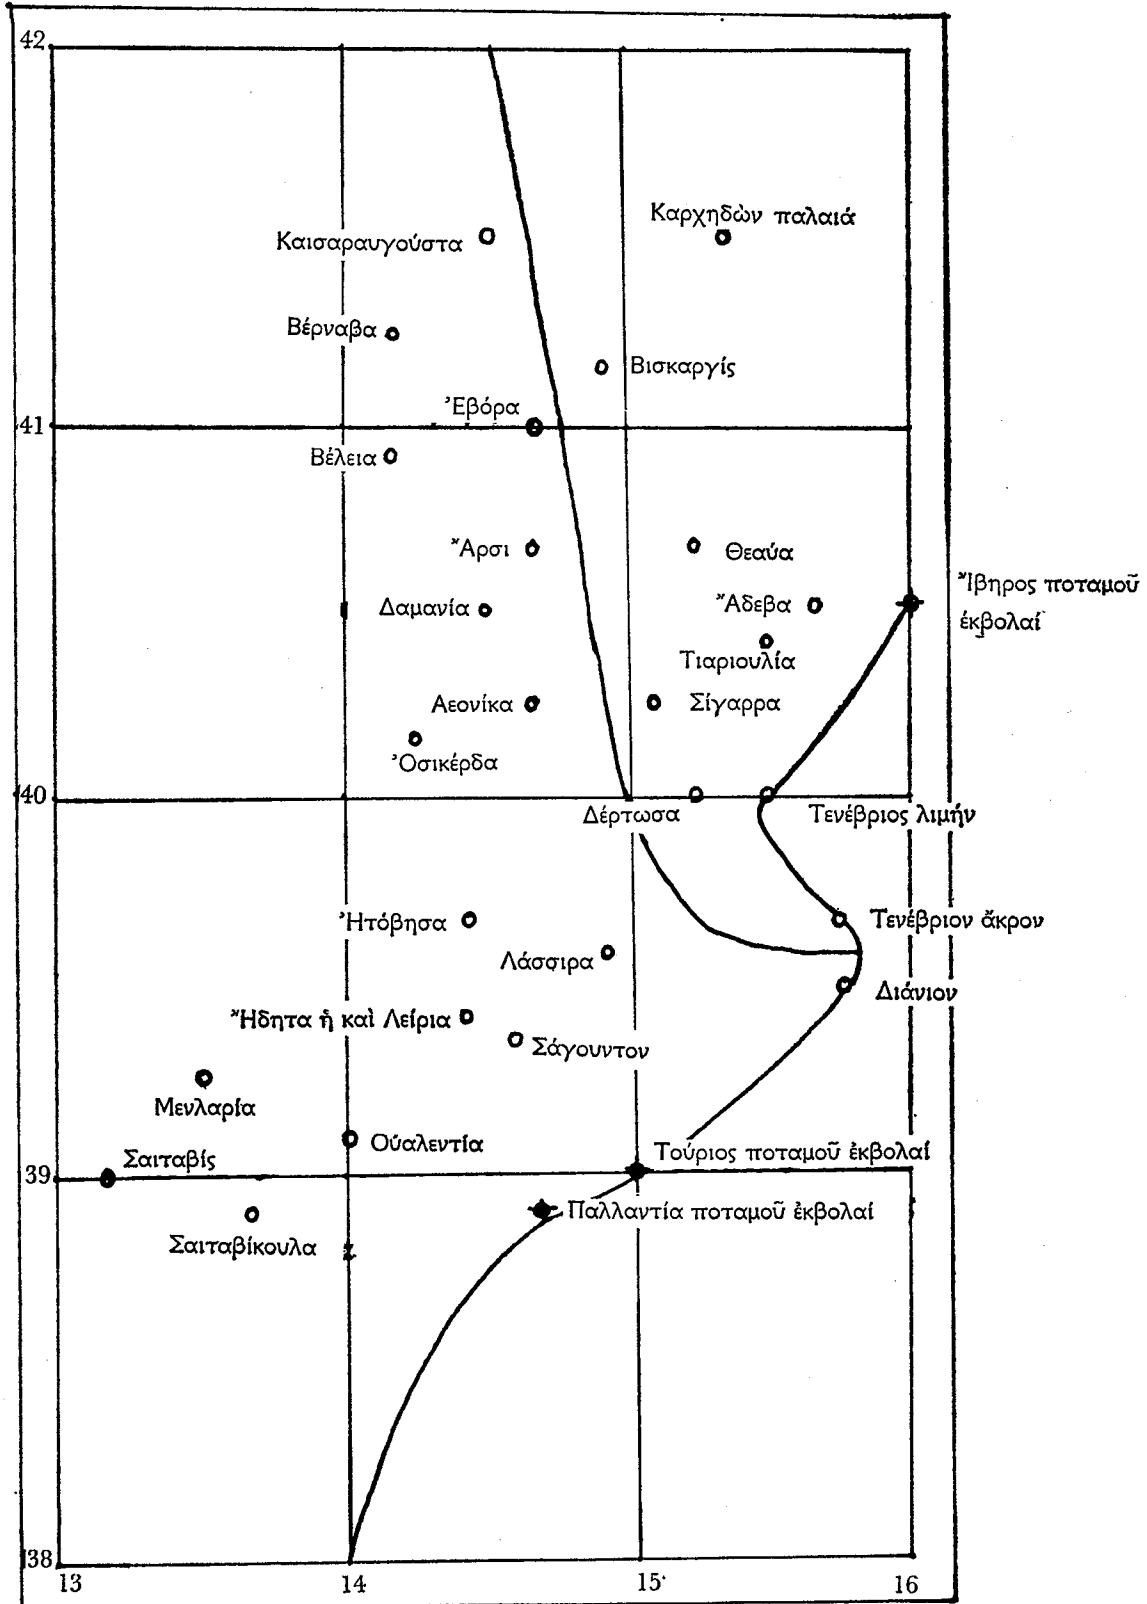 42
Καρχηδὼν παλαιά
Καισαραυγούστα
Βέρναβα
Βισκαργίς
Ἐβόρα
41
Βέλεια
Ἄρσι
Θεαύα
Ἴβηρος ποταμοῦ
ἐκβολαί
Δαμανία
Ἄδεβα
Τιαριουλία
Αεονίκα
Σίγαρρα
Ὀσικέρδα
40
Δέρτωσα
Τενέβριος λιμήν
Ἠτόβησα
Τενέβριον ἄκρον
Λάσσιρα
Διάνιον
Ἤδητα ἡ καὶ Λείρια
Σάγουντον
Μενλαρία
Οὐαλεντία
Τούριος ποταμοῦ ἐκβολαί
Σαιταβίς
39
Παλλαντία ποταμοῦ ἐκβολαί
Σαιταβίκουλα
38
13
14
15
16